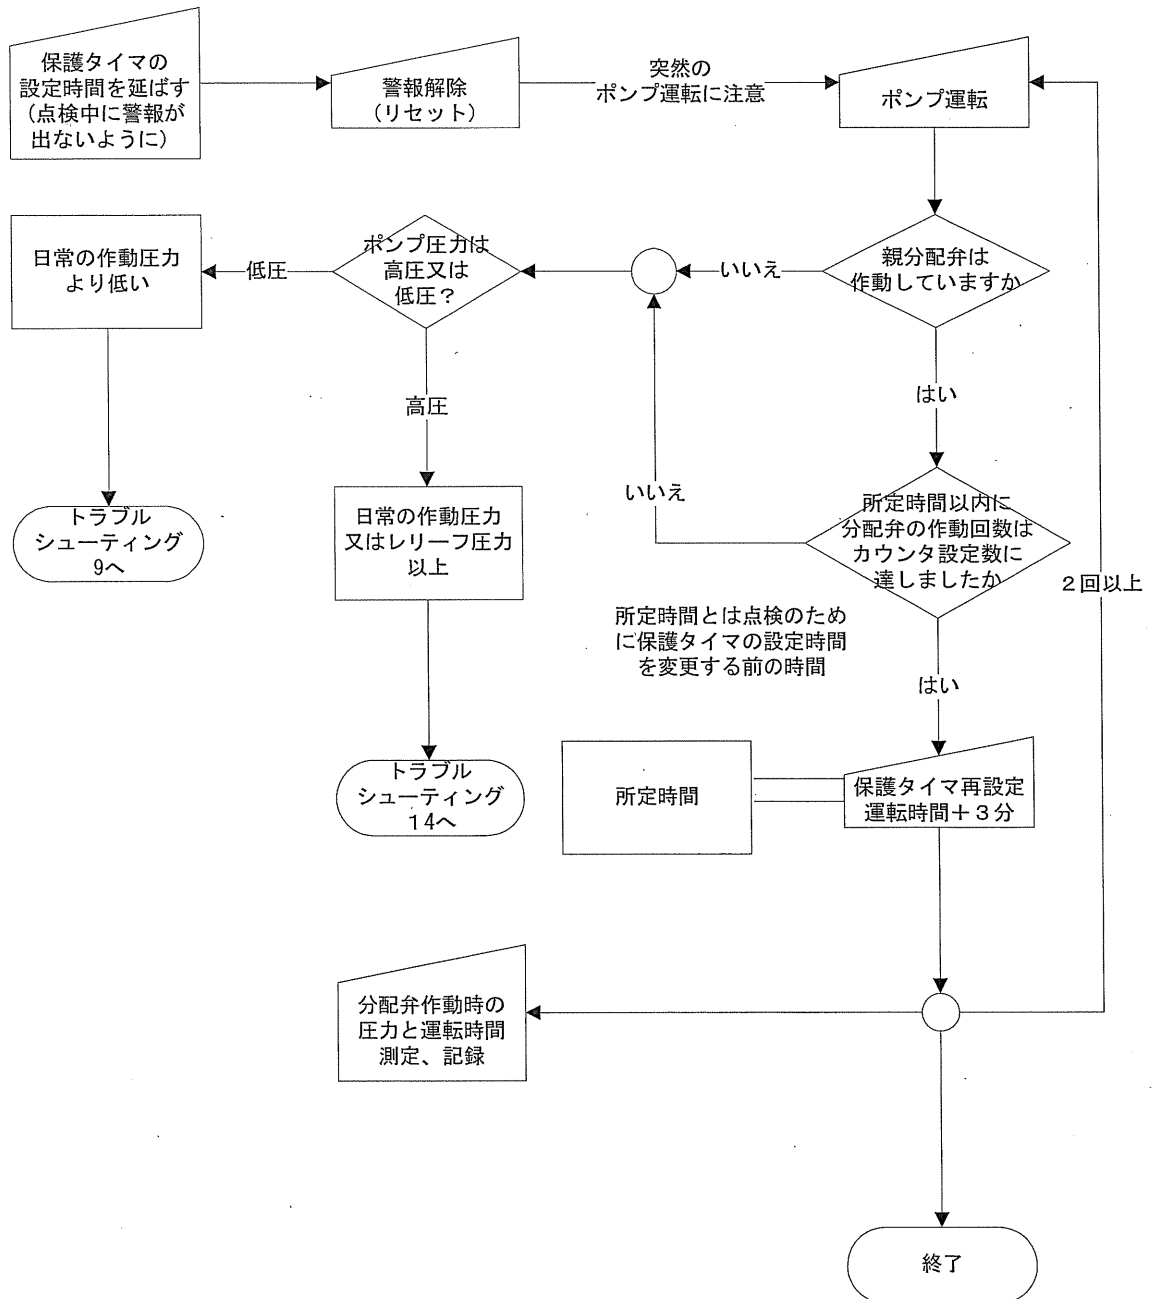 保護タイマの
設定時間を延ばす
（点検中に警報が
出ないように）
警報解除
（リセット）
突然の
ポンプ運転に注意
ポンプ運転
親分配弁は
作動していますか
いいえ
ポンプ圧力は
高圧又は
低圧？
低圧
日常の作動圧力
より低い
はい
高圧
トラブル
シューティング
9へ
日常の作動圧力
又はレリーフ圧力
以上
いいえ
所定時間以内に
分配弁の作動回数は
カウンタ設定数に
達しましたか
２回以上
所定時間とは点検のため
に保護タイマの設定時間
を変更する前の時間
はい
トラブル
シューティング
14へ
所定時間
保護タイマ再設定
運転時間＋３分
分配弁作動時の
圧力と運転時間
測定、記録
終了